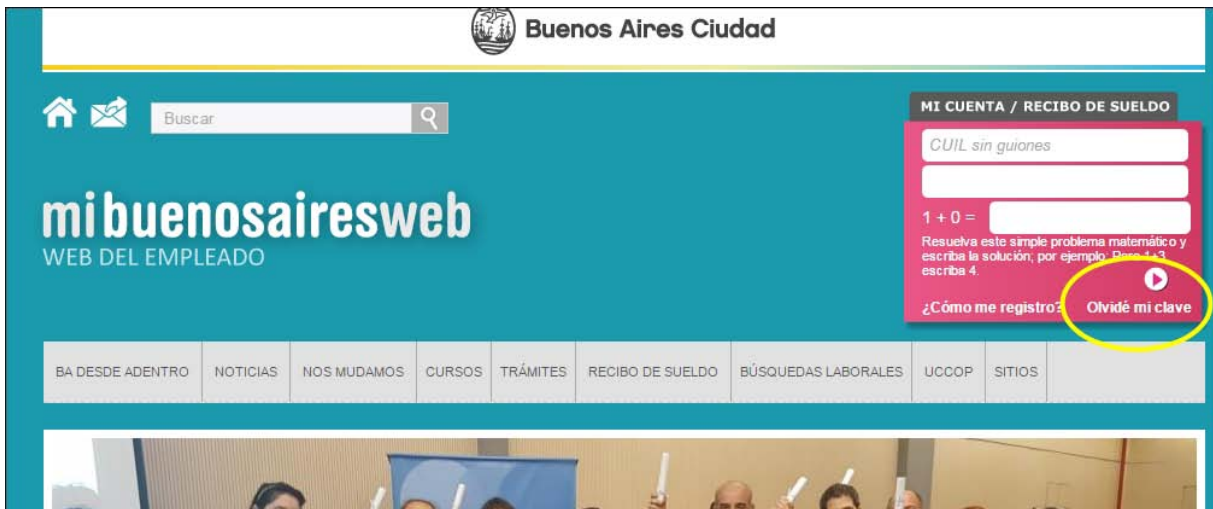 Buenos Aires Ciudad
MI CUENTA / RECIBO DE SUELDO
Buscar
CUIL sin guiones
mibuenosairesweb
WEB DEL EMPLEADO
1 + 0 =
Resuelva este simple problema matemático y
escriba la solución; por ejemplo: Para 1+3,
escriba 4.
¿Cómo me registro?
Olvidé mi clave
BA DESDE ADENTRO
NOTICIAS
NOS MUDAMOS
CURSOS
TRÁMITES
RECIBO DE SUELDO
BÚSQUEDAS LABORALES
UCCOP
SITIOS